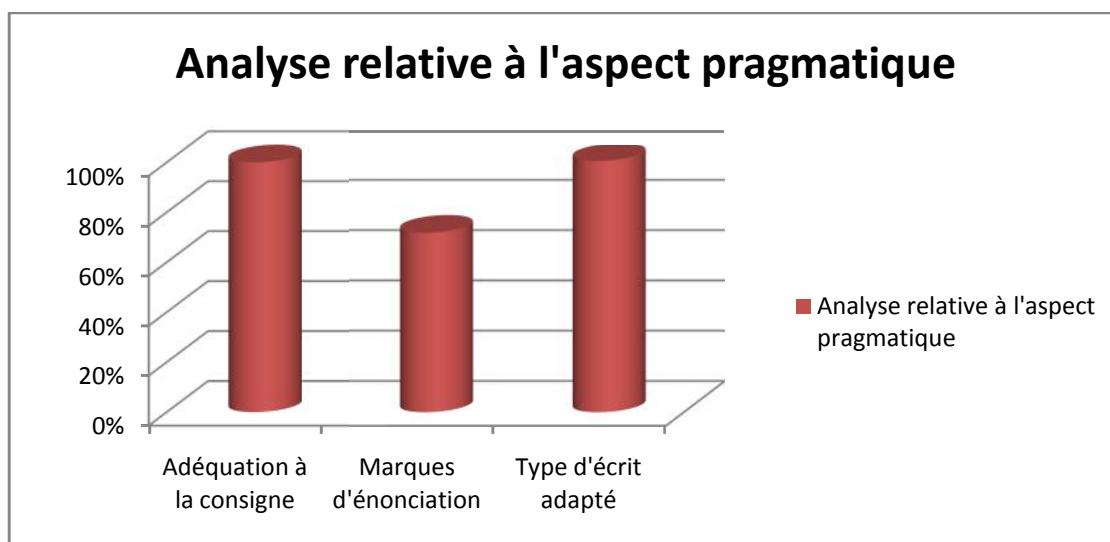 Analyse relative à l'aspect pragmatique
100%
80%
60%
40%
20%
0%
Adéquation à
la consigne
Marques
d'énonciation
Type d'écrit
adapté
Analyse relative à l'aspect
pragmatique